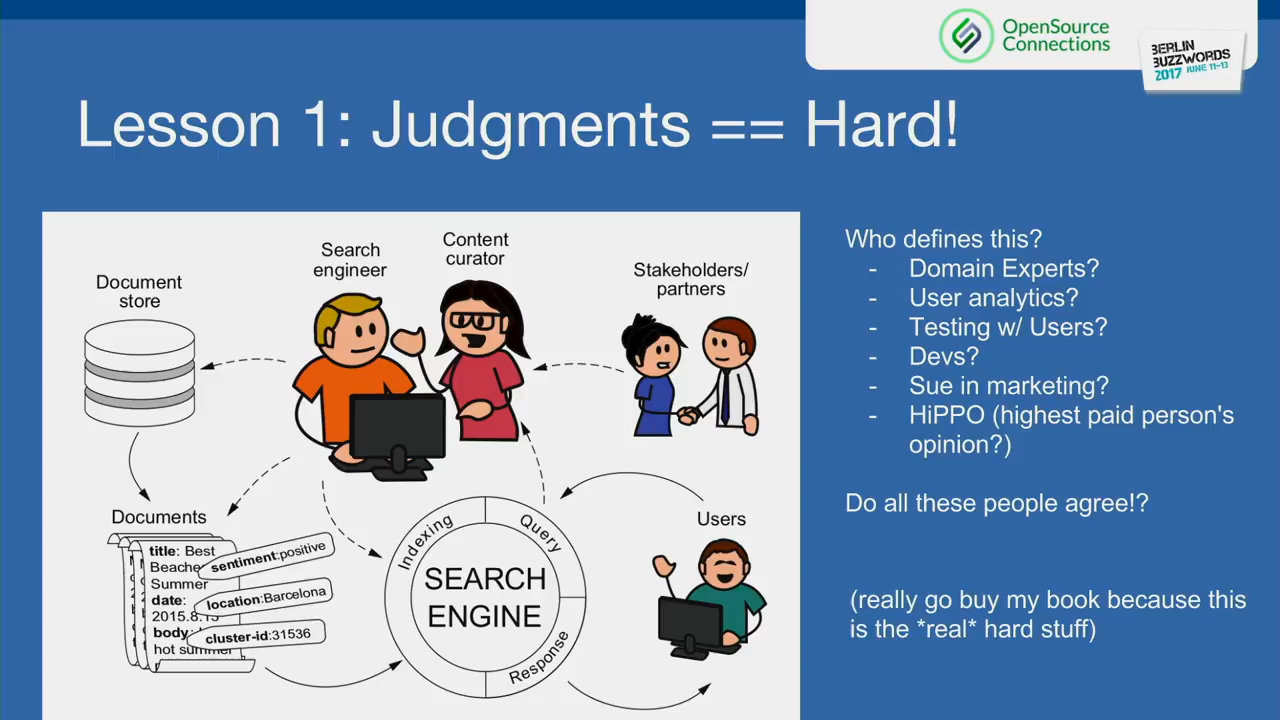 OpenSource
Connections
BERLIN
BUZZWORDS
2017 JUNE 11-13
Lesson 1: Judgments == Hard!
Document
store
Search
engineer
Content
curator
Stakeholders/
partners
Documents
title: Best
Beaches
Summer
date:
2015.8.13
body:
hot summer
sentiment:positive
location:Barcelona
cluster-id:31536
Indexing
Query
Response
SEARCH
ENGINE
Users
Who defines this?
- Domain Experts?
- User analytics?
- Testing w/ Users?
- Devs?
- Sue in marketing?
- HiPPO (highest paid person's
opinion?)
Do all these people agree!?
(really go buy my book because this
is the *real* hard stuff)